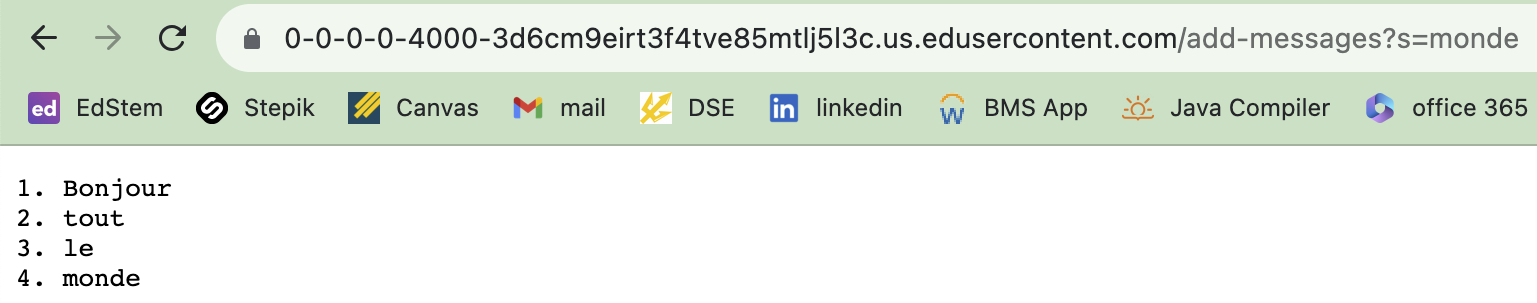 0-0-0-0-4000-3d6cm9eirt3f4tve85mtlj5l3c.us.edusercontent.com/add-messages?s=monde
ed EdStem Stepik Canvas mail DSE in linkedin W BMS App Java Compiler office 365
1. Bonjour
2. tout
3. le
4. monde